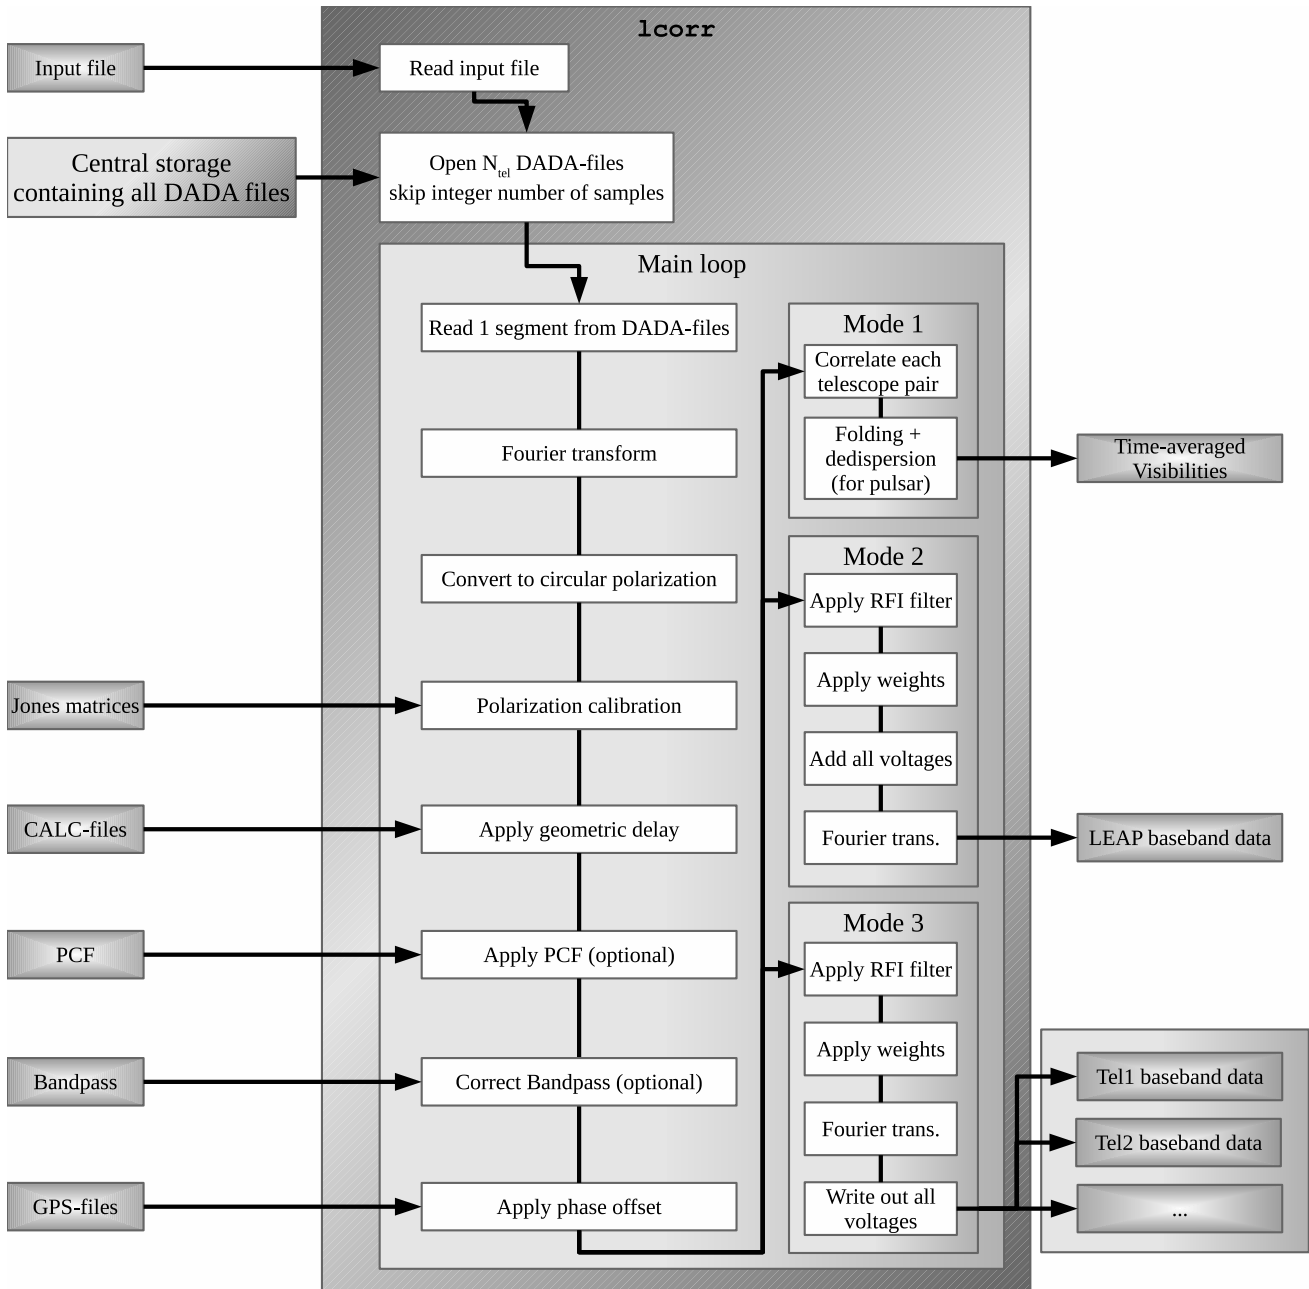 lcorr
Input file
Read input file
Central storage
containing all DADA files
Open N_tel DADA-files
skip integer number of samples
Main loop
Read 1 segment from DADA-files
Fourier transform
Convert to circular polarization
Jones matrices
Polarization calibration
CALC-files
Apply geometric delay
PCF
Apply PCF (optional)
Bandpass
Correct Bandpass (optional)
GPS-files
Apply phase offset
Mode 1
Correlate each
telescope pair
Folding +
dedispersion
(for pulsar)
Time-averaged
Visibilities
Mode 2
Apply RFI filter
Apply weights
Add all voltages
Fourier trans.
LEAP baseband data
Mode 3
Apply RFI filter
Apply weights
Fourier trans.
Write out all
voltages
Tel1 baseband data
Tel2 baseband data
...